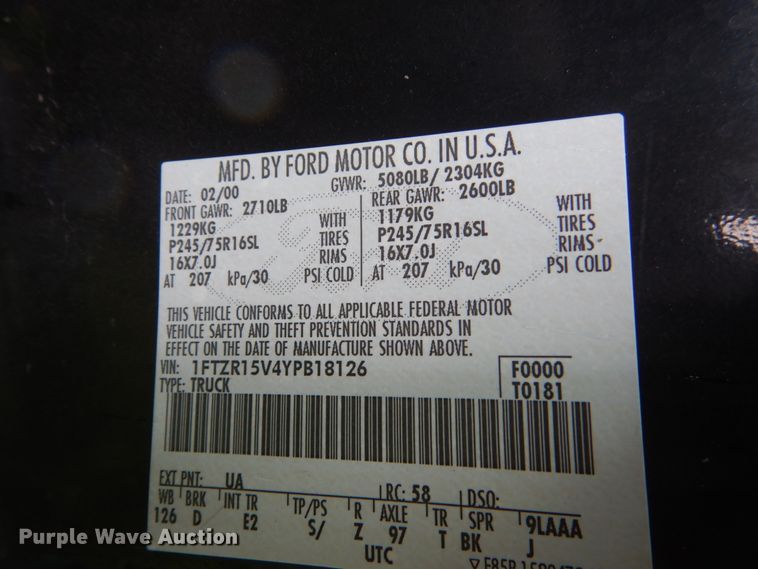 MFD. BY FORD MOTOR CO. IN U.S.A.
DATE: 02/00 GVWR: 5080LB/ 2304KG
FRONT GAWR: 2710LB REAR GAWR: 2600LB
1229KG WITH 1179KG WITH
P245/75R16SL TIRES P245/75R16SL TIRES
16X7.0J RIMS 16X7.0J RIMS
AT 207 kPa/30 PSI COLD AT 207 kPa/30 PSI COLD
THIS VEHICLE CONFORMS TO ALL APPLICABLE FEDERAL MOTOR
VEHICLE SAFETY AND THEFT PREVENTION STANDARDS IN
EFFECT ON THE DATE OF MANUFACTURE SHOWN ABOVE.
VIN: 1FTZR15V4YPB18126 F0000
TYPE: TRUCK T0181
EXT PNT: UA RC: 58 DSO:
WB BRK INT TR TP/PS R AXLE TR SPR 9LAAA
126 D E2 S/ Z 97 T BK J
UTC
Purple Wave Auction